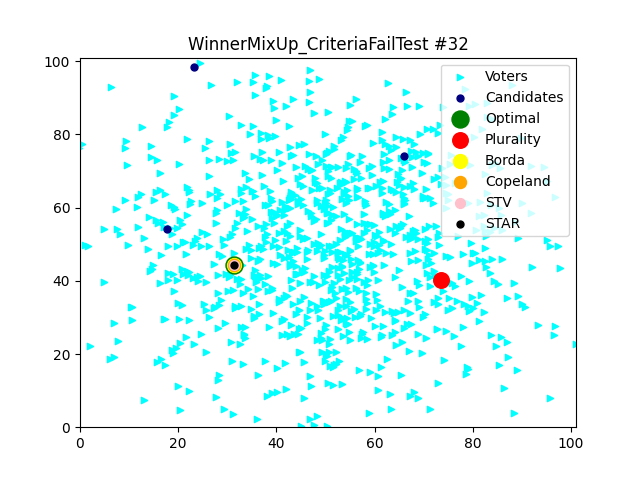 WinnerMixUp_CriteriaFailTest #32
100
80
60
40
20
0
0
20
40
60
80
100
Voters
Candidates
Optimal
Plurality
Borda
Copeland
STV
STAR